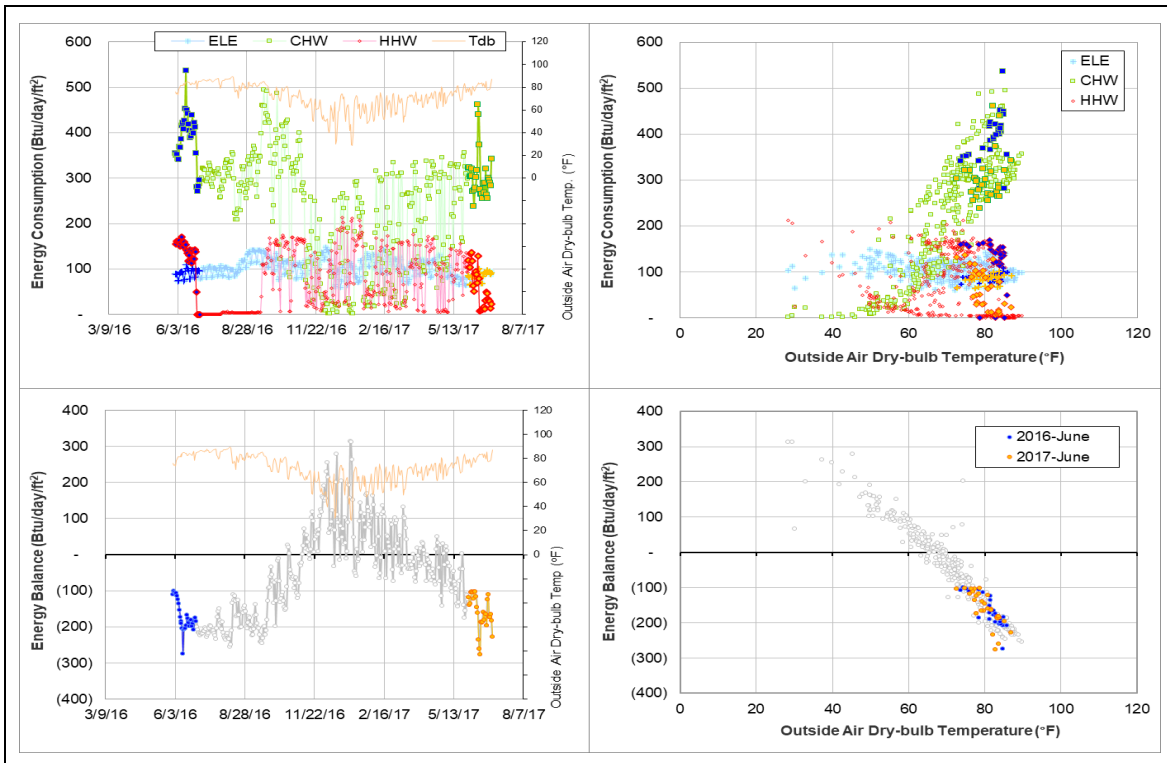 ELE CHW HHW Tdb
Energy Consumption (Btu/day/ft²)
600
500
400
300
200
100
-
120
100
80
60
40
20
0
Outside Air Dry-bulb Temp. (°F)
3/9/16 6/3/16 8/28/16 11/22/16 2/16/17 5/13/17 8/7/17
Energy Consumption (Btu/day/ft²)
600
500
400
300
200
100
-
ELE
CHW
HHW
0 20 40 60 80 100 120
Outside Air Dry-bulb Temperature (°F)
Energy Balance (Btu/day/ft²)
400
300
200
100
-
(100)
(200)
(300)
(400)
120
100
80
60
40
20
0
Outside Air Dry-bulb Temp (°F)
3/9/16 6/3/16 8/28/16 11/22/16 2/16/17 5/13/17 8/7/17
Energy Balance (Btu/day/ft²)
400
300
200
100
-
(100)
(200)
(300)
(400)
2016-June
2017-June
0 20 40 60 80 100 120
Outside Air Dry-bulb Temperature (°F)